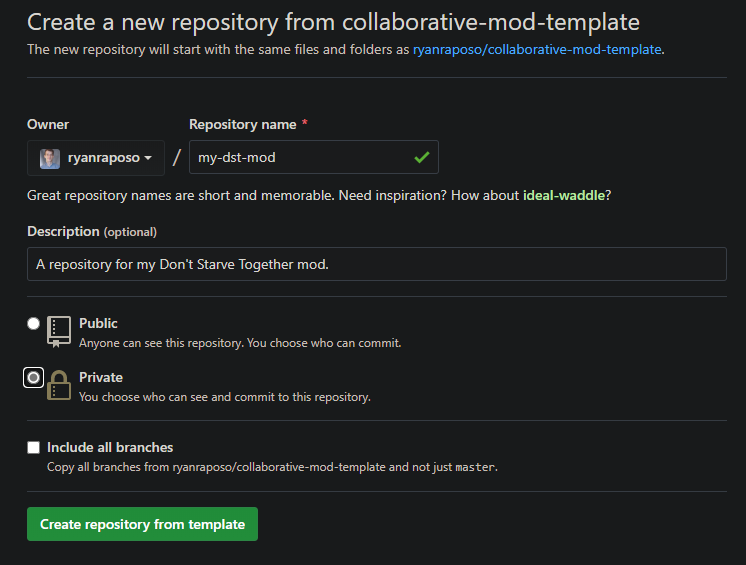 Create a new repository from collaborative-mod-template
The new repository will start with the same files and folders as ryanraposo/collaborative-mod-template.
Owner
Repository name *
ryanraposo
/
my-dst-mod
Great repository names are short and memorable. Need inspiration? How about ideal-waddle?
Description (optional)
A repository for my Don't Starve Together mod.
Public
Anyone can see this repository. You choose who can commit.
Private
You choose who can see and commit to this repository.
Include all branches
Copy all branches from ryanraposo/collaborative-mod-template and not just master.
Create repository from template